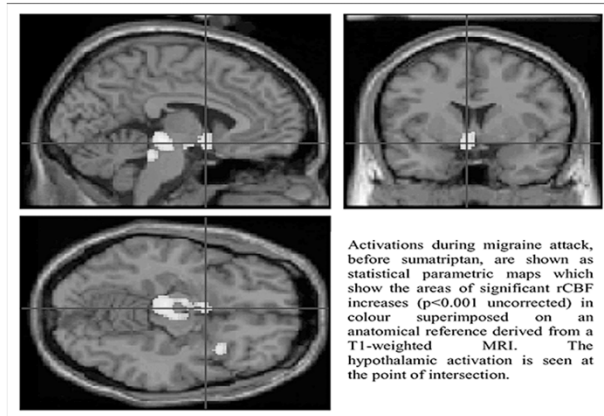 Activations during migraine attack,
before sumatriptan, are shown as
statistical parametric maps which
show the areas of significant rCBF
increases (p<0.001 uncorrected) in
colour superimposed on an
anatomical reference derived from a
T1-weighted MRI. The
hypothalamic activation is seen at
the point of intersection.